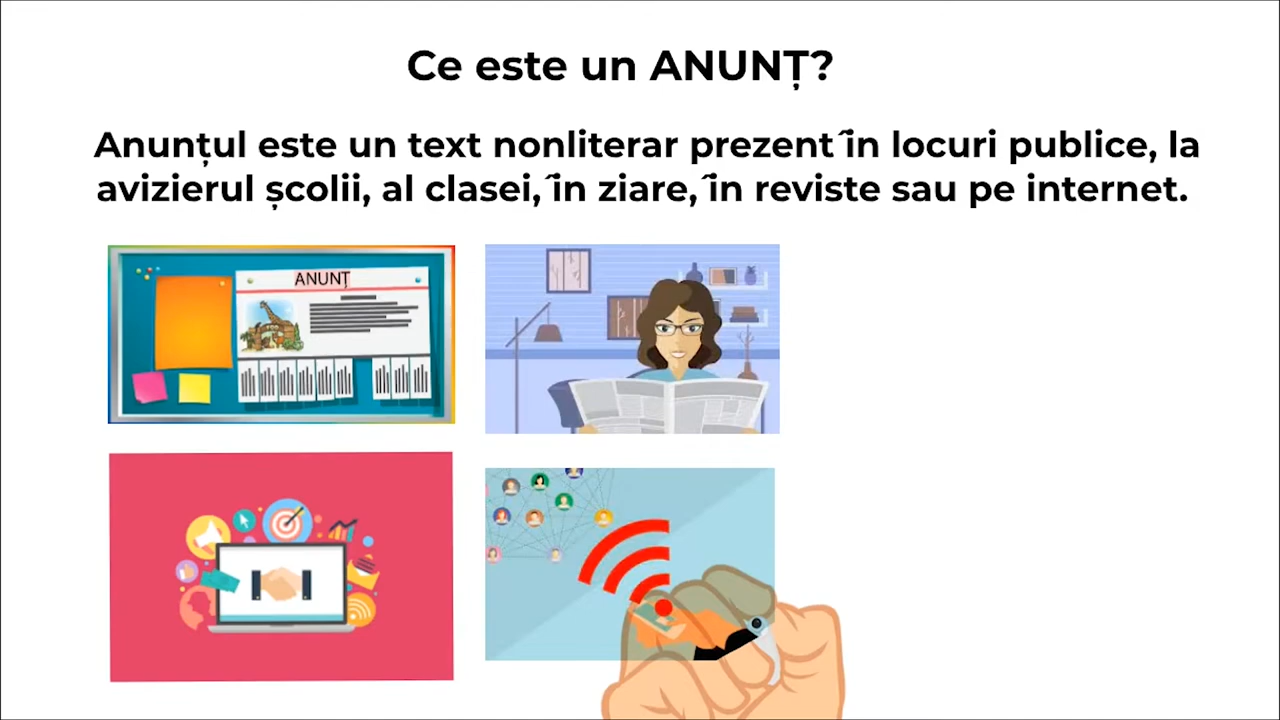 Ce este un ANUNȚ?
Anunțul este un text nonliterar prezent în locuri publice, la
avizierul școlii, al clasei, în ziare, în reviste sau pe internet.
ANUNȚ